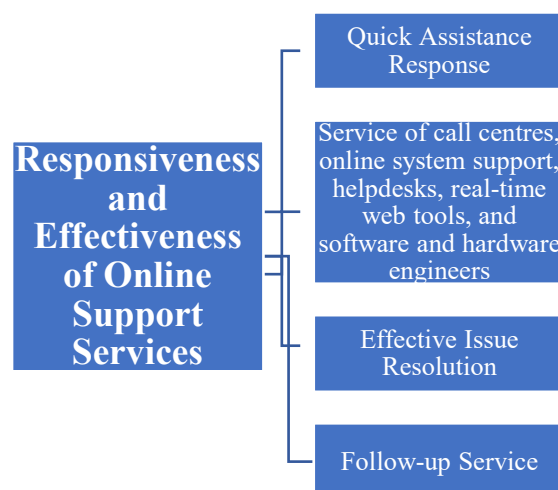 Responsiveness
and
Effectiveness
of Online
Support
Services
Quick Assistance
Response
Service of call centres,
online system support,
helpdesks, real-time
web tools, and
software and hardware
engineers
Effective Issue
Resolution
Follow-up Service